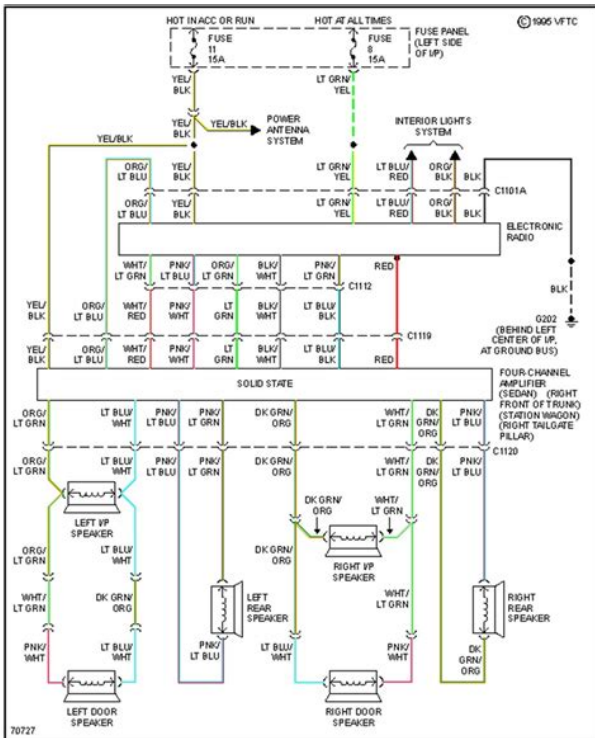 HOT IN ACC OR RUN
HOT AT ALL TIMES
© 1995 VFTC
FUSE
11
15A
FUSE
8
15A
FUSE PANEL
(LEFT SIDE
OF I/P)
YEL/
BLK
LT GRN/
YEL
YEL/
BLK
YEL/BLK
POWER
ANTENNA
SYSTEM
INTERIOR LIGHTS
SYSTEM
YEL/BLK
ORG/
LT BLU
YEL/
BLK
LT GRN/
YEL
LT BLU/
RED
ORG/
BLK
BLK
C1101A
ORG/
LT BLU
YEL/
BLK
LT GRN/
YEL
LT BLU/
RED
ORG/
BLK
BLK
ELECTRONIC
RADIO
WHT/
LT GRN
PNK/
LT BLU
ORG/
LT GRN
BLK/
WHT
PNK/
LT GRN
RED
C1112
BLK
YEL/
BLK
ORG/
LT BLU
WHT/
RED
PNK/
WHT
LT
GRN
BLK/
WHT
LT BLU/
BLK
G202
(BEHIND LEFT
CENTER OF I/P,
AT GROUND BUS)
C1119
YEL/
BLK
ORG/
LT BLU
WHT/
RED
PNK/
WHT
LT
GRN
BLK/
WHT
LT BLU/
BLK
RED
SOLID STATE
FOUR-CHANNEL
AMPLIFIER
(SEDAN) (RIGHT
FRONT OF TRUNK)
(STATION WAGON)
(RIGHT TAILGATE
PILLAR)
ORG/
LT GRN
LT BLU/
WHT
PNK/
LT BLU
PNK/
LT GRN
DK GRN/
ORG
WHT/
LT GRN
DK
GRN/
ORG
PNK/
LT BLU
C1120
ORG/
LT GRN
LT BLU/
WHT
PNK/
LT BLU
PNK/
LT GRN
DK GRN/
ORG
WHT/
LT GRN
DK
GRN/
ORG
PNK/
LT BLU
LEFT I/P
SPEAKER
DK GRN/
ORG
WHT/
LT GRN
RIGHT I/P
SPEAKER
ORG/
LT GRN
LT BLU/
WHT
DK GRN/
ORG
WHT/
LT GRN
WHT/
LT GRN
DK GRN/
ORG
LEFT
REAR
SPEAKER
RIGHT
REAR
SPEAKER
PNK/
WHT
LT BLU/
WHT
PNK/
LT BLU
LT BLU/
WHT
PNK/
WHT
DK
GRN/
ORG
LEFT DOOR
SPEAKER
RIGHT DOOR
SPEAKER
70727